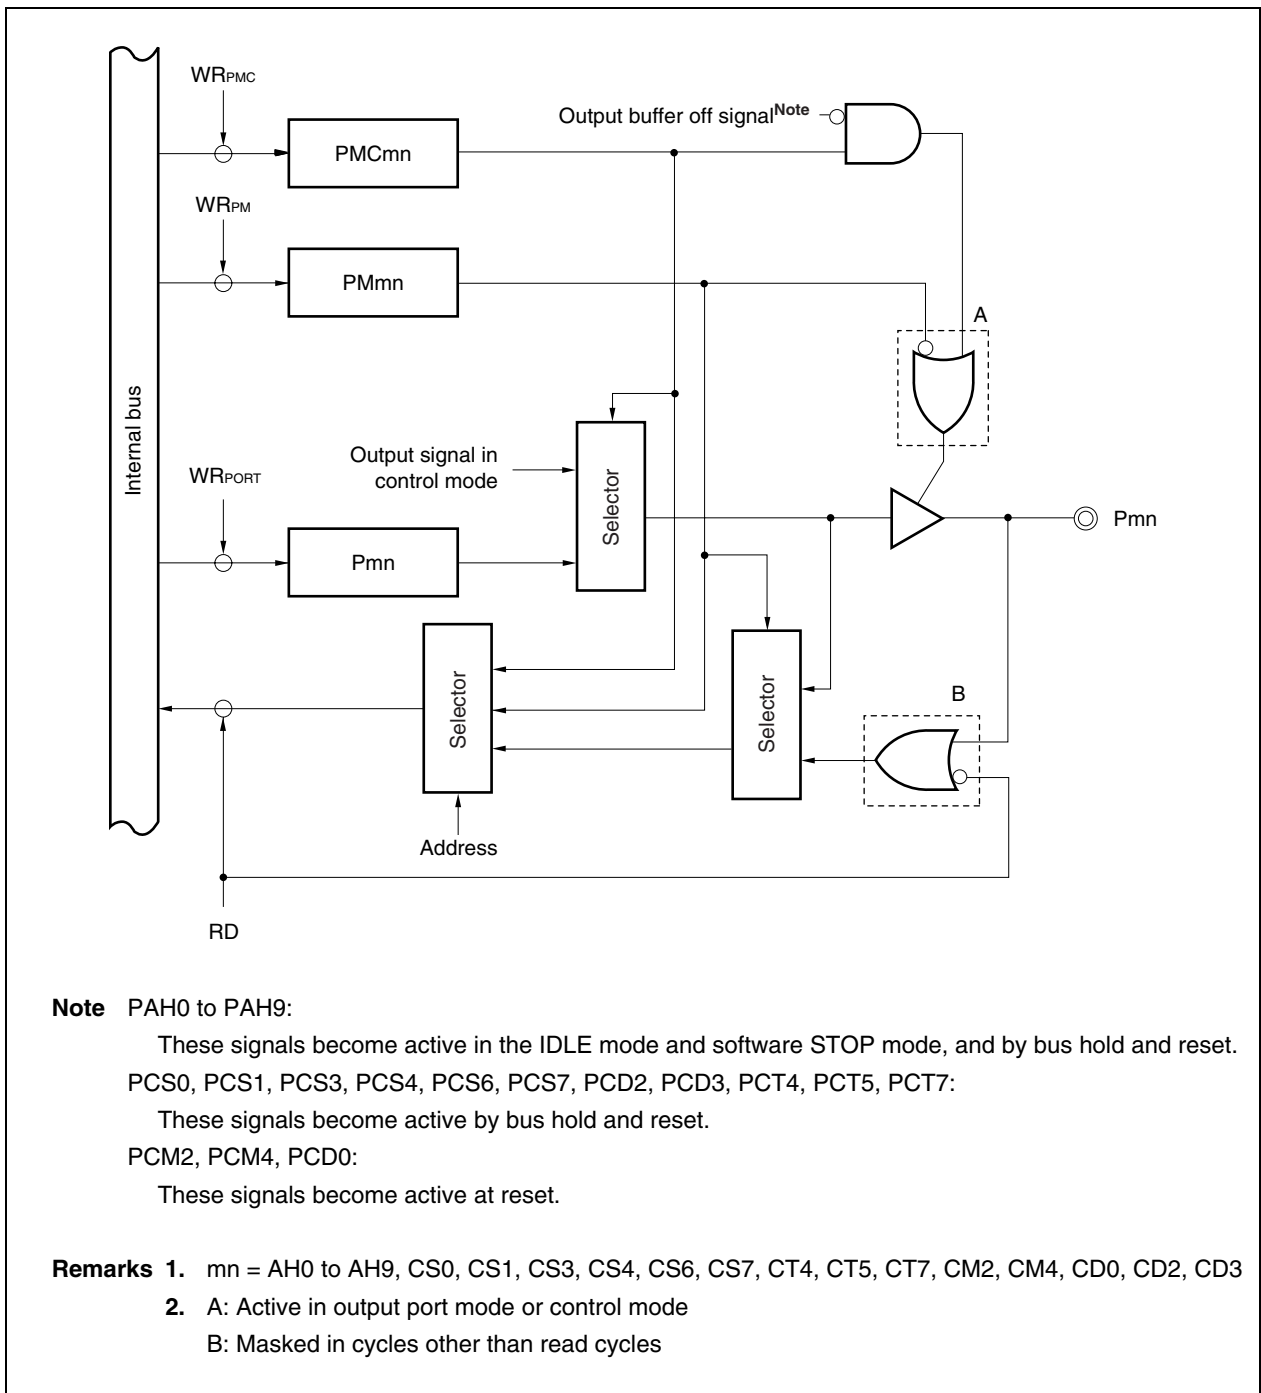 WRPMC
Output buffer off signalNote
PMCmn
WRPM
PMmn
A
Internal bus
Output signal in
control mode
Selector
WRPORT
Pmn
Pmn
Selector
Selector
B
Address
RD
Note PAH0 to PAH9:
These signals become active in the IDLE mode and software STOP mode, and by bus hold and reset.
PCS0, PCS1, PCS3, PCS4, PCS6, PCS7, PCD2, PCD3, PCT4, PCT5, PCT7:
These signals become active by bus hold and reset.
PCM2, PCM4, PCD0:
These signals become active at reset.
Remarks 1. mn = AH0 to AH9, CS0, CS1, CS3, CS4, CS6, CS7, CT4, CT5, CT7, CM2, CM4, CD0, CD2, CD3
2. A: Active in output port mode or control mode
B: Masked in cycles other than read cycles